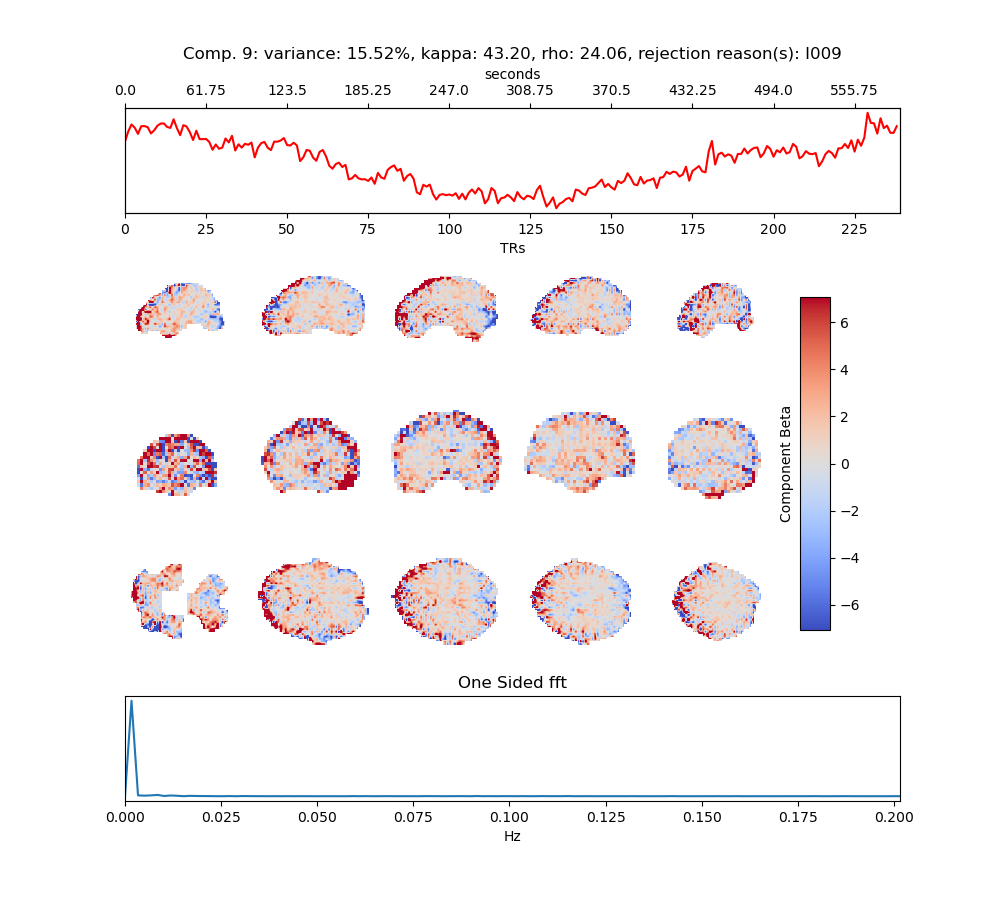 Comp. 9: variance: 15.52%, kappa: 43.20, rho: 24.06, rejection reason(s): I009
seconds
0.0 61.75 123.5 185.25 247.0 308.75 370.5 432.25 494.0 555.75
0 25 50 75 100 125 150 175 200 225
TRs
6
4
2
0
−2
−4
−6
Component Beta
One Sided fft
0.000 0.025 0.050 0.075 0.100 0.125 0.150 0.175 0.200
Hz